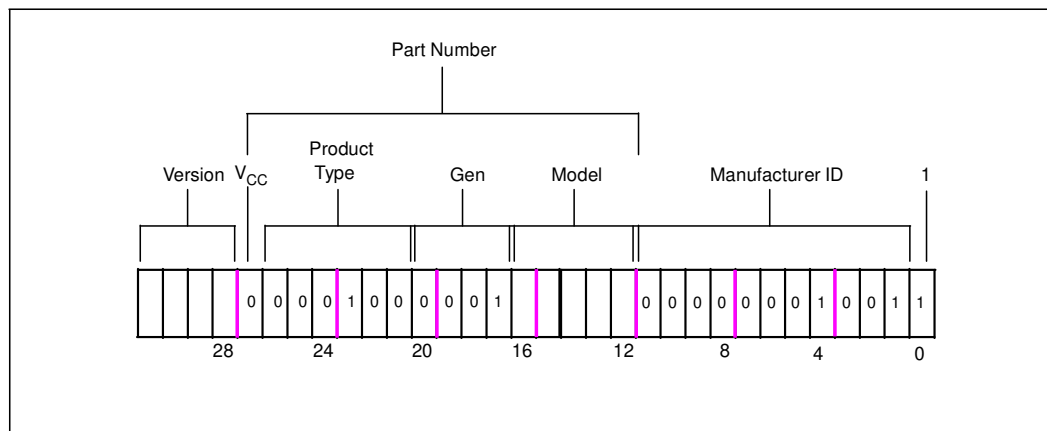 Part Number
Product
Type
Version VCC Gen Model Manufacturer ID 1
0 0 0 0 1 0 0 0 0 0 1 0 0 0 0 0 0 0 1 0 0 1 1
28 24 20 16 12 8 4 0